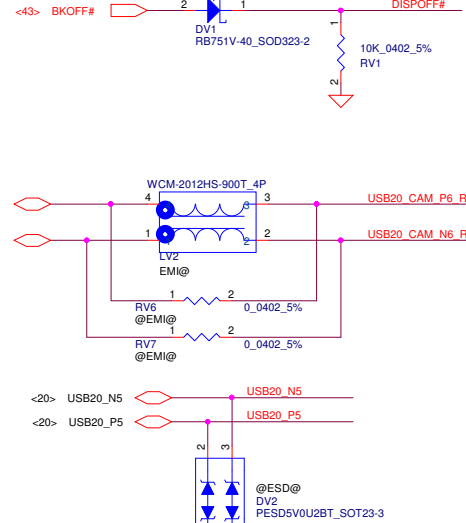 <43> BKOFF# 2 1 DISPOFF#
DV1
RB751V-40_SOD323-2
1
10K_0402_5%
RV1
2
WCM-2012HS-900T_4P
4 3 3 USB20_CAM_P6_R
1 2 2 USB20_CAM_N6_R
LV2
EMI@
1 2
RV6 0_0402_5%
@EMI@
1 2
RV7 0_0402_5%
@EMI@
<20> USB20_N5 USB20_N5
<20> USB20_P5 USB20_P5
2 3
@ESD@
DV2
PESD5V0U2BT_SOT23-3